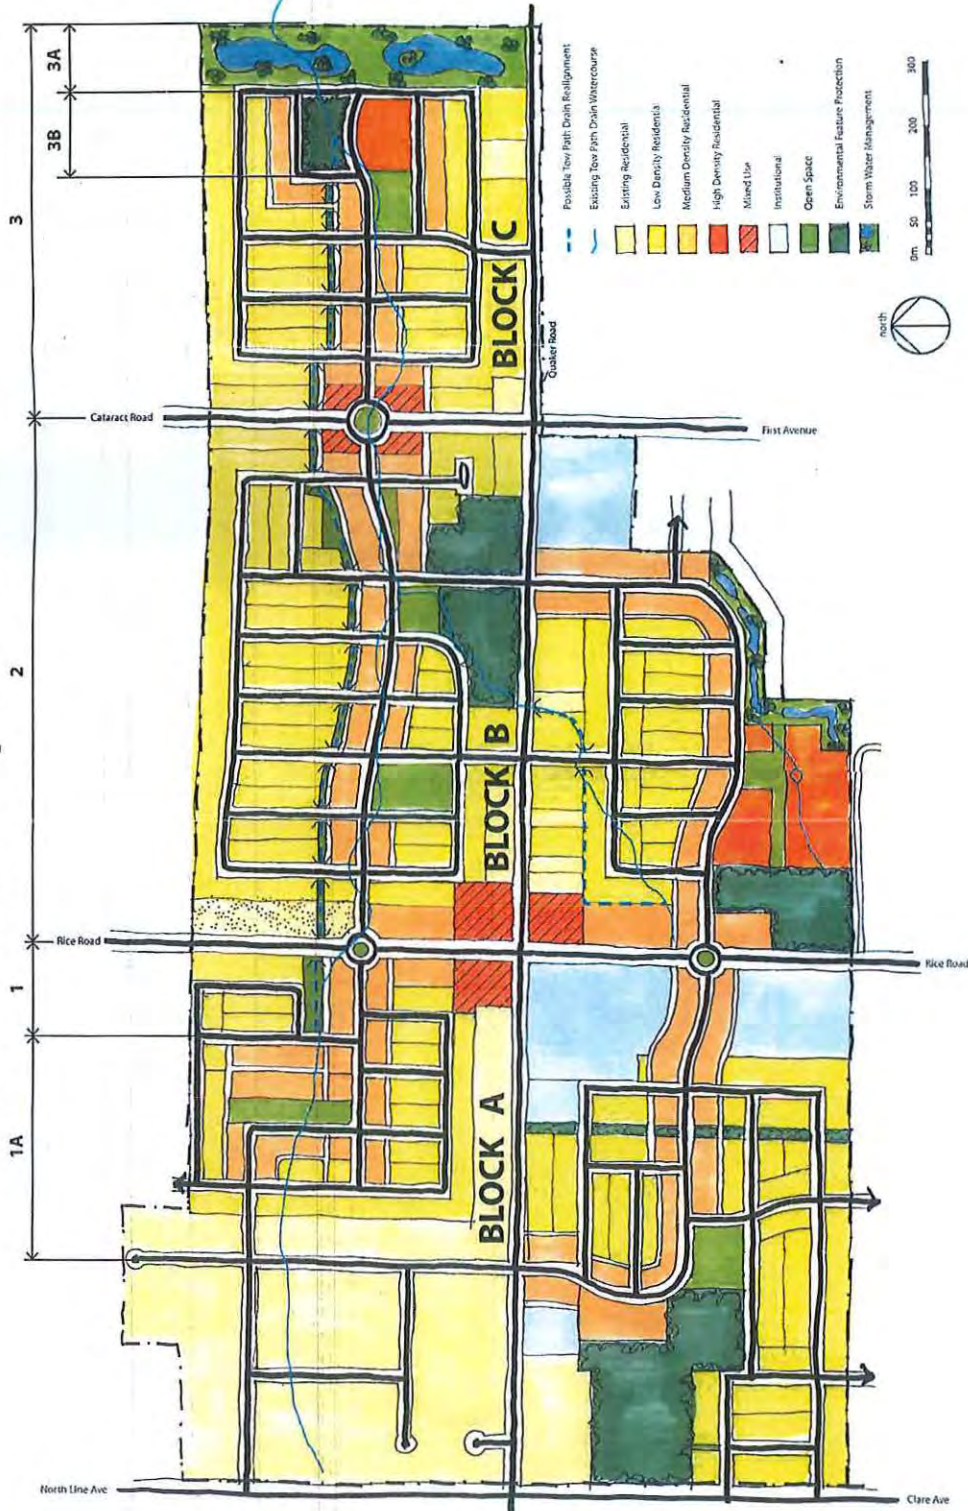 3
3A
3B
2
1
1A
Cataract Road
First Avenue
Quaker Road
Rice Road
Rice Road
North Line Ave
Clare Ave
BLOCK A
BLOCK B
BLOCK C
Possible Tow Path Drain Realignment
Existing Tow Path Drain Watercourse
Existing Residential
Low Density Residential
Medium Density Residential
High Density Residential
Mixed Use
Institutional
Open Space
Environmental Feature Protection
Storm Water Management
0m 50 100 200 300
north